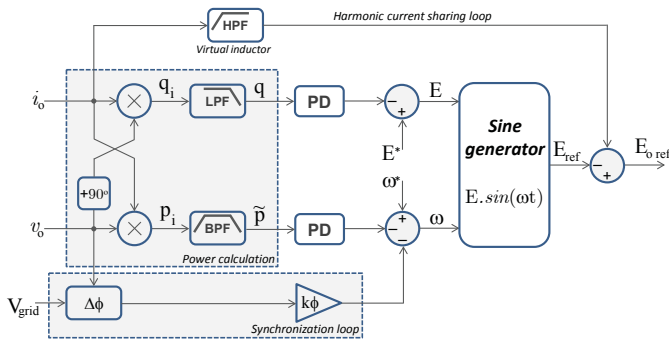 Harmonic current sharing loop
HPF
Virtual inductor
i_o
×
q_i
LPF
q
PD
−
+
E
E*
+90º
Sine
generator
E.sin(ωt)
E_ref
−
+
E_o ref
ω*
v_o
×
p_i
BPF
p̃
PD
−
+
−
ω
Power calculation
V_grid
Δϕ
kϕ
Synchronization loop